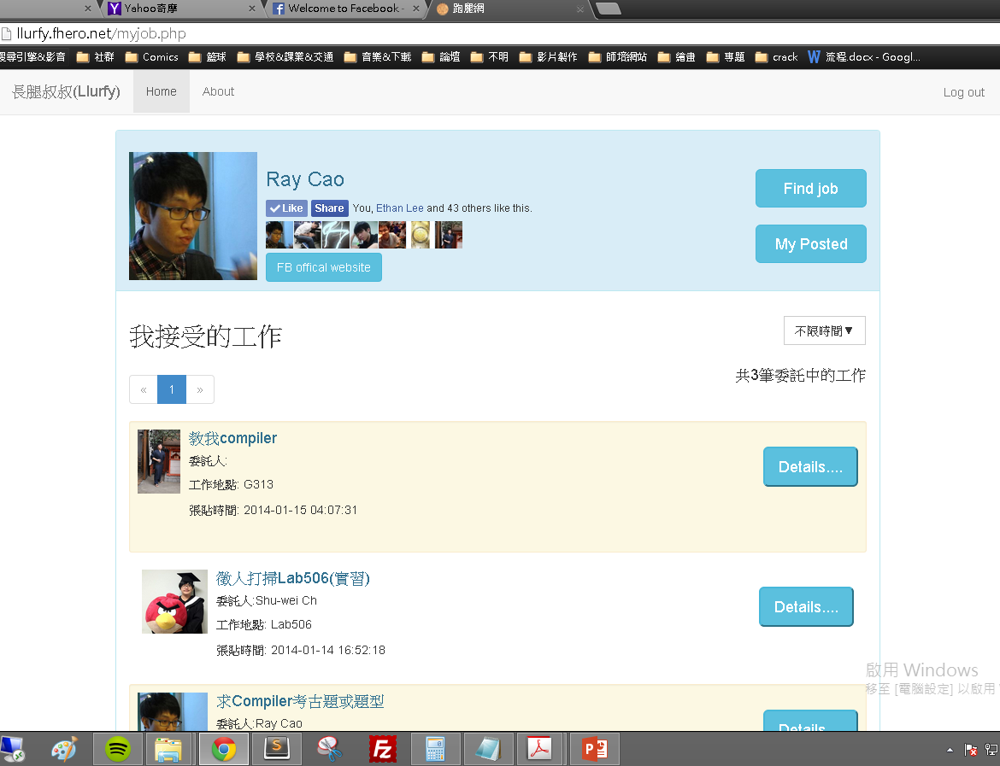 Yahoo奇摩
Welcome to Facebook -
跑腿網
llurfy.fhero.net/myjob.php
搜尋引擎&影音 社群 Comics 籃球 學校&課業&交通 音樂&下載 論壇 不明 影片製作 師培網站 繪畫 專題 crack 流程.docx - Googl...
長腿叔叔(Llurfy) Home About Log out
Ray Cao
Like Share You, Ethan Lee and 43 others like this.
FB offical website
Find job
My Posted
我接受的工作
不限時間▼
共3筆委託中的工作
« 1 »
教我compiler
委託人:
工作地點: G313
張貼時間: 2014-01-15 04:07:31
Details....
徵人打掃Lab506(實習)
委託人:Shu-wei Ch
工作地點: Lab506
張貼時間: 2014-01-14 16:52:18
Details....
求Compiler考古題或題型
委託人:Ray Cao
Details....
啟用 Windows
移至 [電腦設定] 以啟用